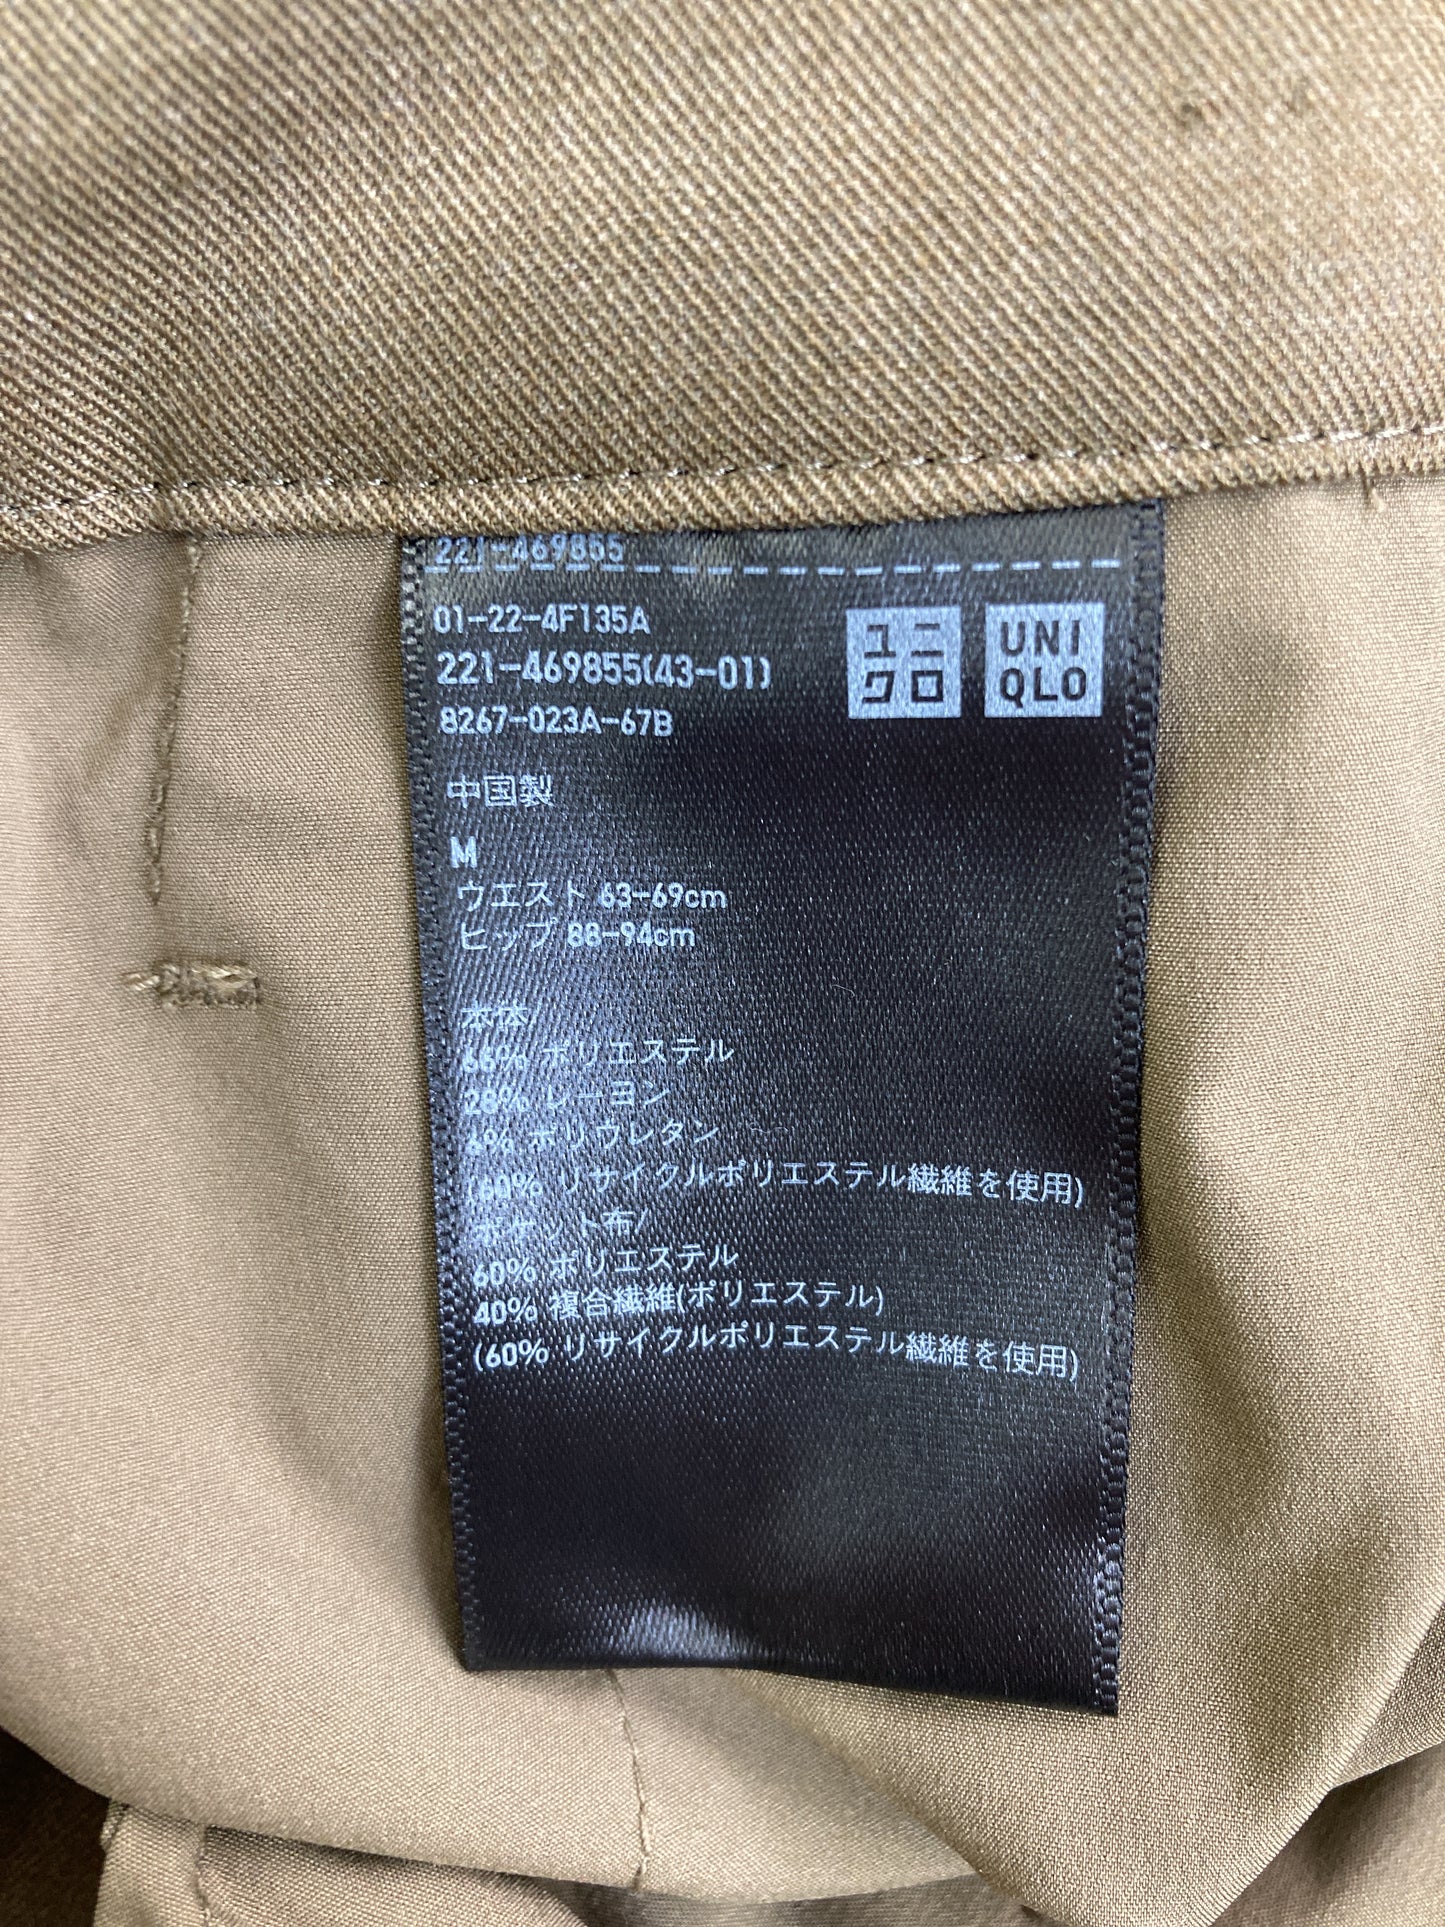 221-469855
01-22-4F135A
221-469855(43-01)
8267-023A-67B
ユニ
クロ
UNI
QLO
中国製
M
ウエスト 63-69cm
ヒップ 88-94cm
本体/
66% ポリエステル
28% レーヨン
6% ポリウレタン
(60% リサイクルポリエステル繊維を使用)
ポケット布/
60% ポリエステル
40% 複合繊維(ポリエステル)
(60% リサイクルポリエステル繊維を使用)